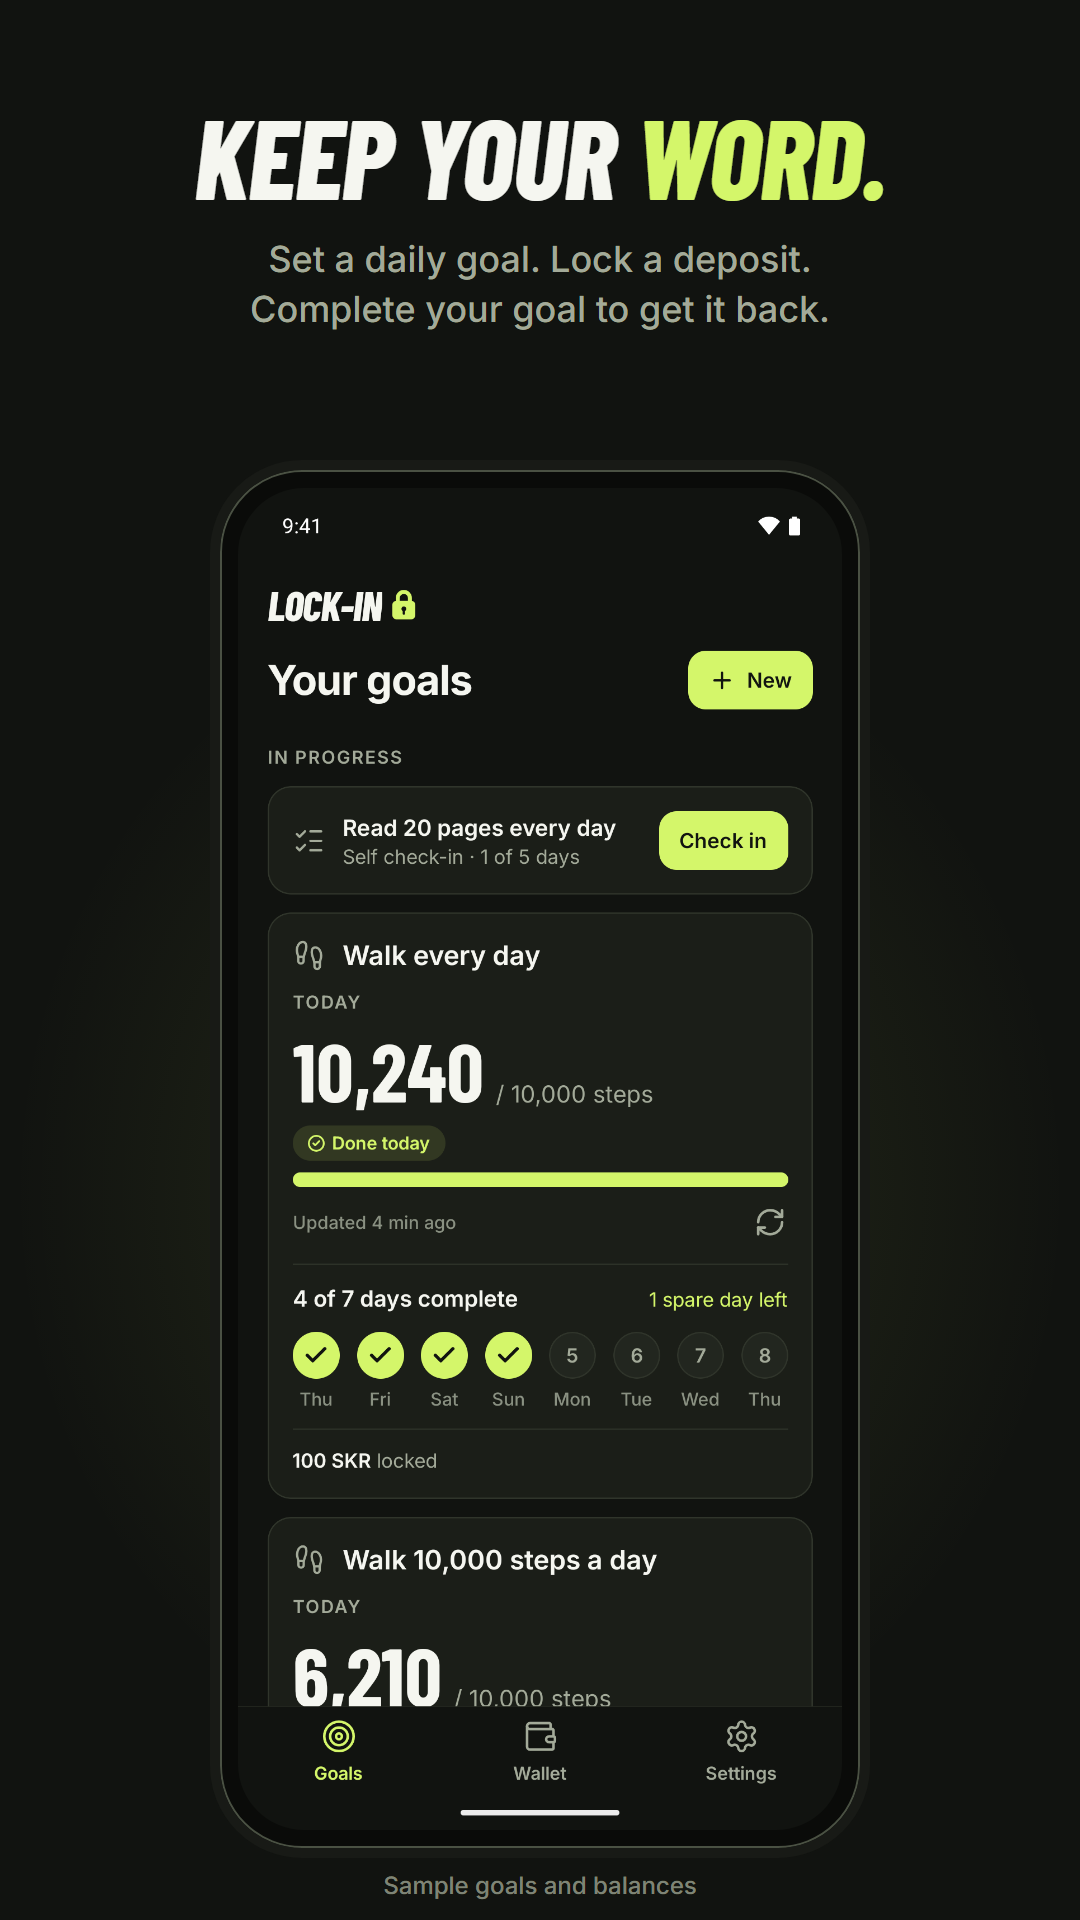 KEEP YOUR WORD.
Set a daily goal. Lock a deposit.
Complete your goal to get it back.
9:41
LOCK-IN
Your goals
New
IN PROGRESS
Read 20 pages every day
Self check-in · 1 of 5 days
Check in
Walk every day
TODAY
10,240 / 10,000 steps
Done today
Updated 4 min ago
4 of 7 days complete
1 spare day left
5 6 7 8
Thu Fri Sat Sun Mon Tue Wed Thu
100 SKR locked
Walk 10,000 steps a day
TODAY
6,210 / 10,000 steps
Goals
Wallet
Settings
Sample goals and balances